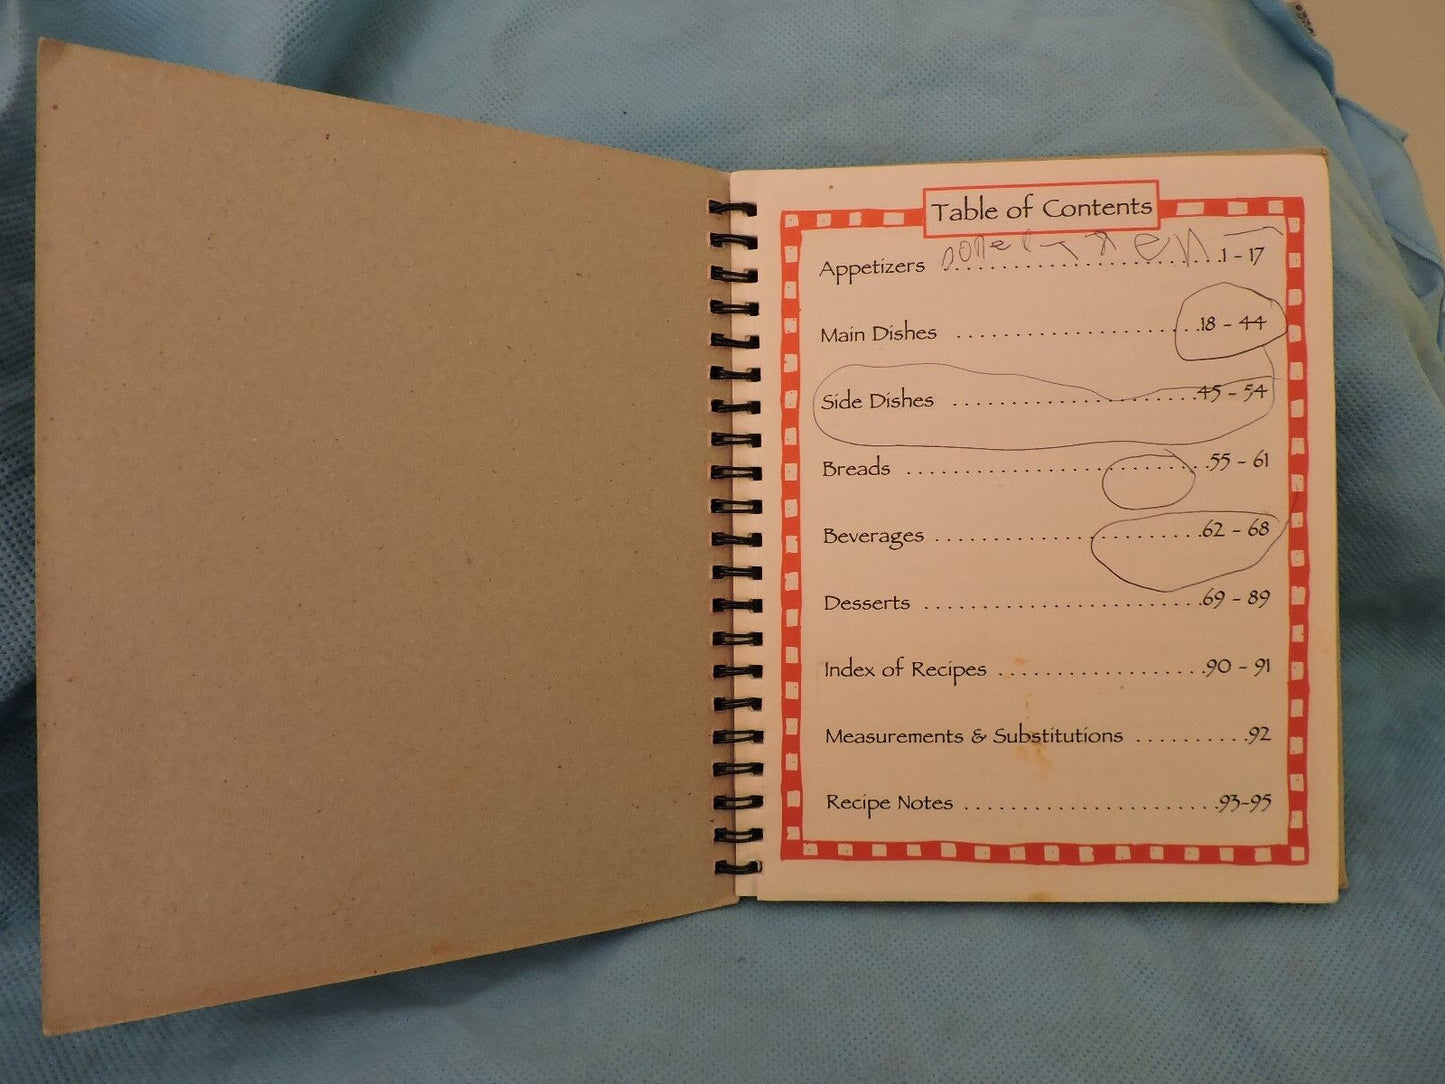 Table of Contents
Appetizers . . . . . . . . . . . . . . . . . . . . . . . .1 - 17
Main Dishes . . . . . . . . . . . . . . . . . . . . . .18 - 44
Side Dishes . . . . . . . . . . . . . . . . . . . . . .45 - 54
Breads . . . . . . . . . . . . . . . . . . . . . . . . . .55 - 61
Beverages . . . . . . . . . . . . . . . . . . . . . . .62 - 68
Desserts . . . . . . . . . . . . . . . . . . . . . . . .69 - 89
Index of Recipes . . . . . . . . . . . . . . . . . .90 - 91
Measurements & Substitutions . . . . . . . . . .92
Recipe Notes . . . . . . . . . . . . . . . . . . . . . .93-95